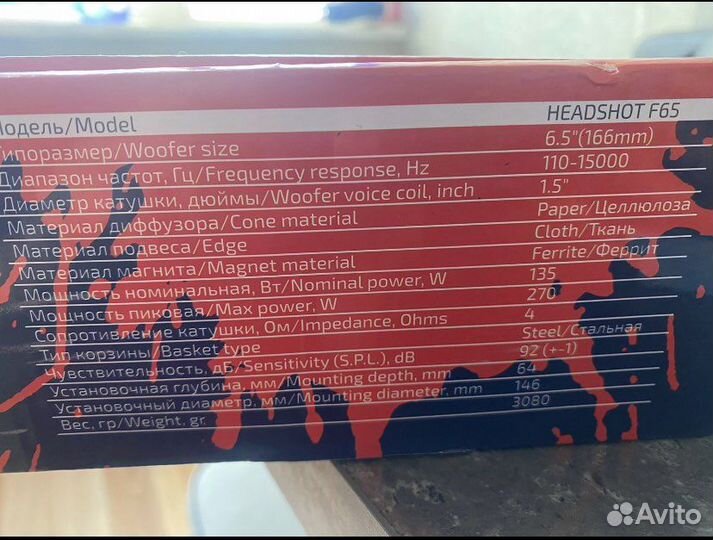 Модель/Model HEADSHOT F65
Типоразмер/Woofer size 6.5"(166mm)
Диапазон частот, Гц/Frequency response, Hz 110-15000
Диаметр катушки, дюймы/Woofer voice coil, inch 1.5"
Материал диффузора/Cone material Paper/Целлюлоза
Материал подвеса/Edge Cloth/Ткань
Материал магнита/Magnet material Ferrite/Феррит
Мощность номинальная, Вт/Nominal power, W 135
Мощность пиковая/Max power, W 270
Сопротивление катушки, Ом/Impedance, Ohms 4
Тип корзины/Basket type Steel/Стальная
Чувствительность, дБ/Sensitivity (S.P.L.), dB 92 (+-1)
Установочная глубина, мм/Mounting depth, mm 64
Установочный диаметр, мм/Mounting diameter, mm 146
Вес, гр/Weight, gr. 3080
Avito